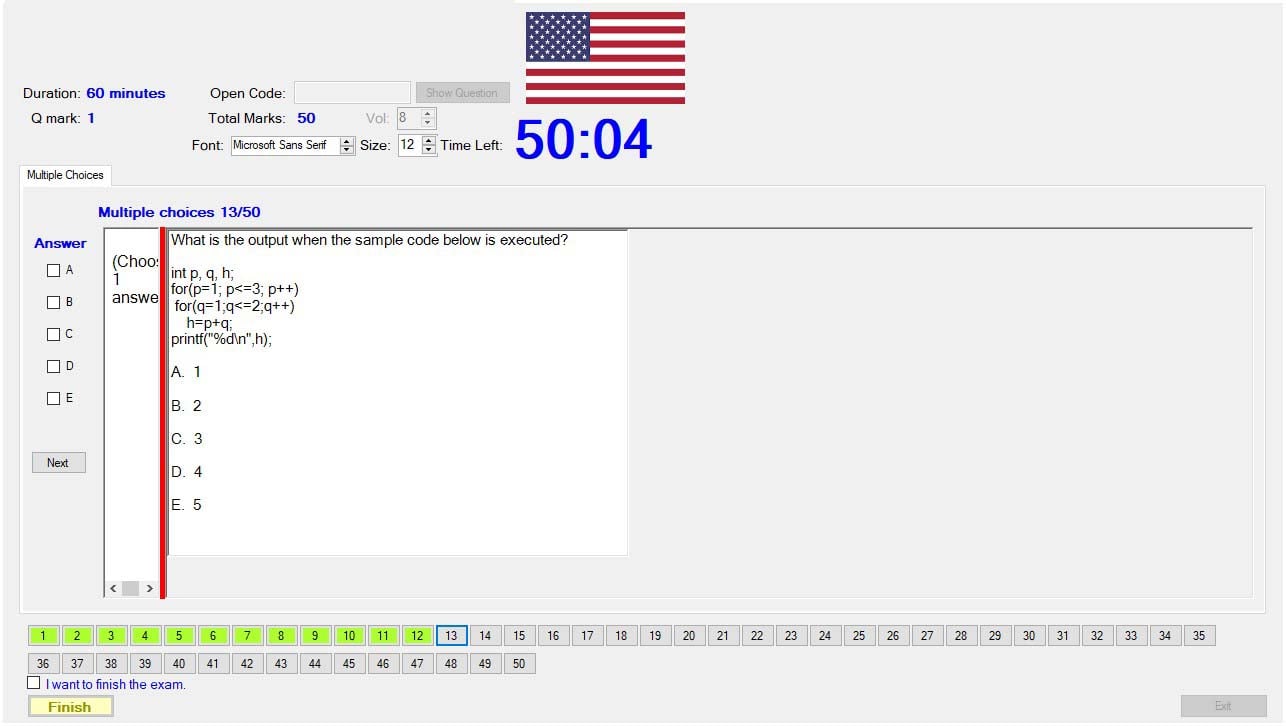 Duration: 60 minutes
Open Code:
Show Question
Q mark: 1
Total Marks: 50
Vol: 8
Font: Microsoft Sans Serif Size: 12 Time Left: 50:04
Multiple Choices
Multiple choices 13/50
Answer
A
B
C
D
E
Next
(Choos
1
answe
What is the output when the sample code below is executed?
int p, q, h;
for(p=1; p<=3; p++)
for(q=1;q<=2;q++)
h=p+q;
printf("%d\n",h);
A. 1
B. 2
C. 3
D. 4
E. 5
1 2 3 4 5 6 7 8 9 10 11 12 13 14 15 16 17 18 19 20 21 22 23 24 25 26 27 28 29 30 31 32 33 34 35
36 37 38 39 40 41 42 43 44 45 46 47 48 49 50
I want to finish the exam.
Finish
Exit